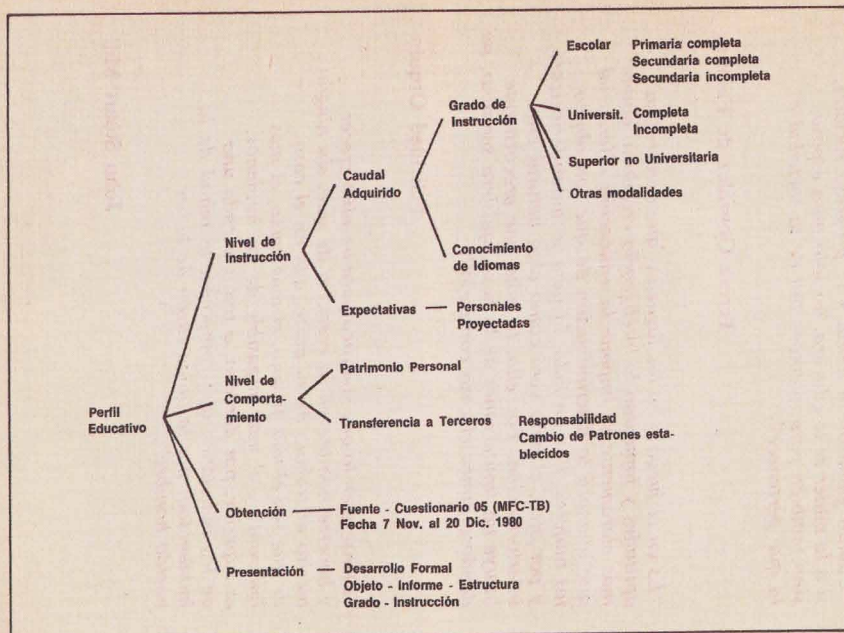 Perfil
Educativo
Nivel de
Instrucción
Caudal
Adquirido
Grado de
Instrucción
Escolar Primaria completa
Secundaria completa
Secundaria incompleta
Universit. Completa
Incompleta
Superior no Universitaria
Otras modalidades
Conocimiento
de Idiomas
Expectativas Personales
Proyectadas
Nivel de
Comporta-
miento
Patrimonio Personal
Transferencia a Terceros Responsabilidad
Cambio de Patrones esta-
blecidos
Obtención Fuente - Cuestionario 05 (MFC-TB)
Fecha 7 Nov. al 20 Dic. 1980
Presentación Desarrollo Formal
Objeto - Informe - Estructura
Grado - Instrucción